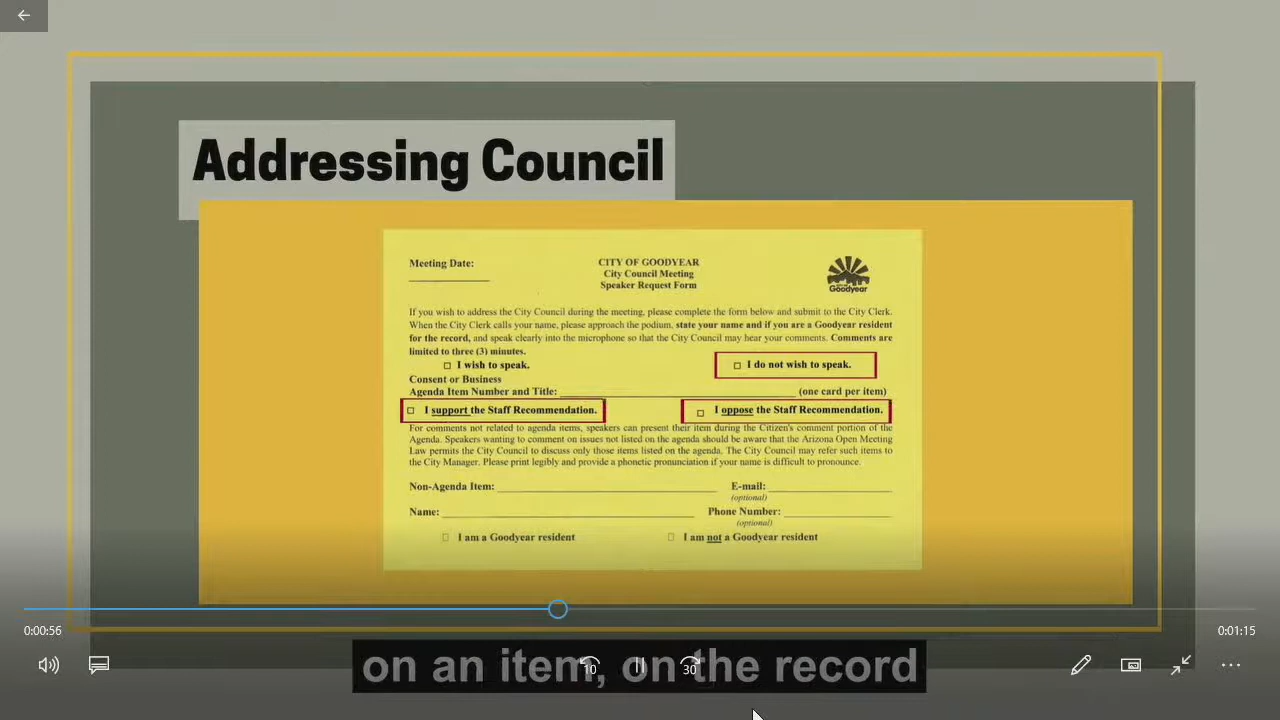 Addressing Council
Meeting Date:
CITY OF GOODYEAR
City Council Meeting
Speaker Request Form
Goodyear
If you wish to address the City Council during the meeting, please complete the form below and submit to the City Clerk.
When the City Clerk calls your name, please approach the podium, state your name and if you are a Goodyear resident
for the record, and speak clearly into the microphone so that the City Council may hear your comments. Comments are
limited to three (3) minutes.
I wish to speak.
I do not wish to speak.
Consent or Business
Agenda Item Number and Title: (one card per item)
I support the Staff Recommendation.
I oppose the Staff Recommendation.
For comments not related to agenda items, speakers can present their item during the Citizen's comment portion of the
Agenda. Speakers wanting to comment on issues not listed on the agenda should be aware that the Arizona Open Meeting
Law permits the City Council to discuss only those items listed on the agenda. The City Council may refer such items to
the City Manager. Please print legibly and provide a phonetic pronunciation if your name is difficult to pronounce.
Non-Agenda Item:
E-mail:
(optional)
Name:
Phone Number:
(optional)
I am a Goodyear resident
I am not a Goodyear resident
0:00:56
0:01:15
on an item, on the record
10
30